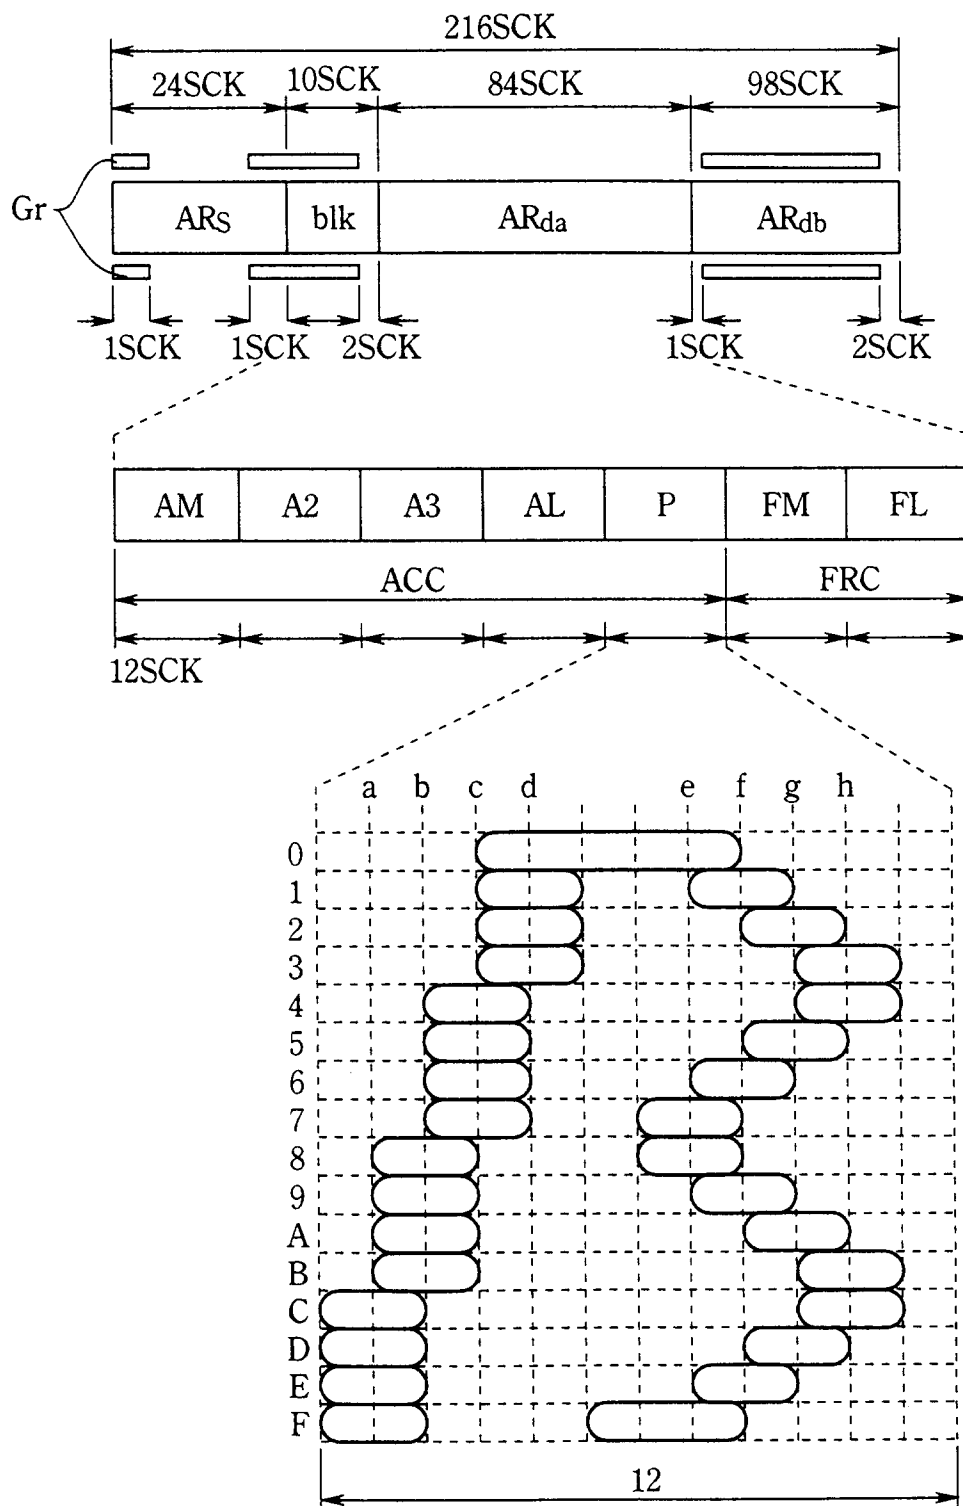 216SCK
24SCK 10SCK 84SCK 98SCK
Gr
ARS blk ARda ARdb
1SCK 1SCK 2SCK 1SCK 2SCK
AM A2 A3 AL P FM FL
ACC FRC
12SCK
a b c d e f g h
0
1
2
3
4
5
6
7
8
9
A
B
C
D
E
F
12